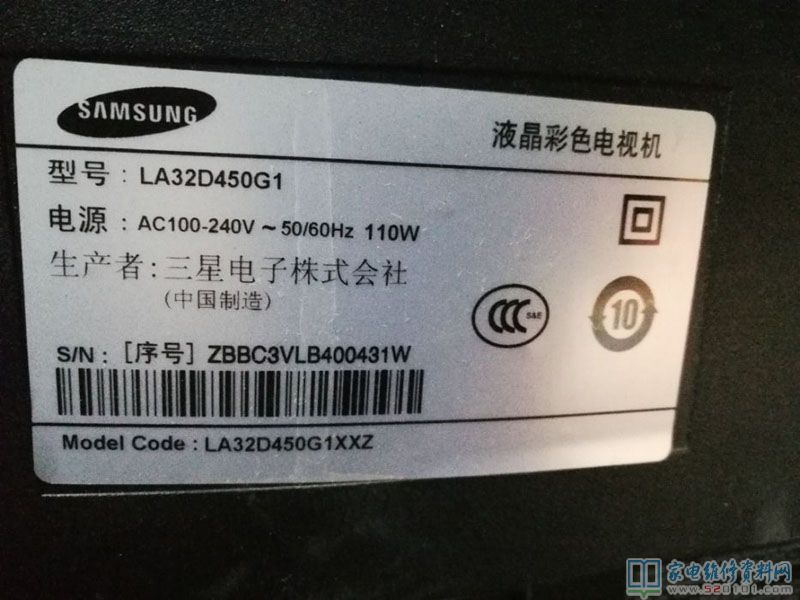 SAMSUNG
液晶彩色电视机
型号：LA32D450G1
电源：AC100-240V ~ 50/60Hz 110W
生产者：三星电子株式会社
(中国制造)
CCC S&E
10
S/N：[序号] ZBBC3VLB400431W
Model Code : LA32D450G1XXZ
家电维修资料网
www.520101.com